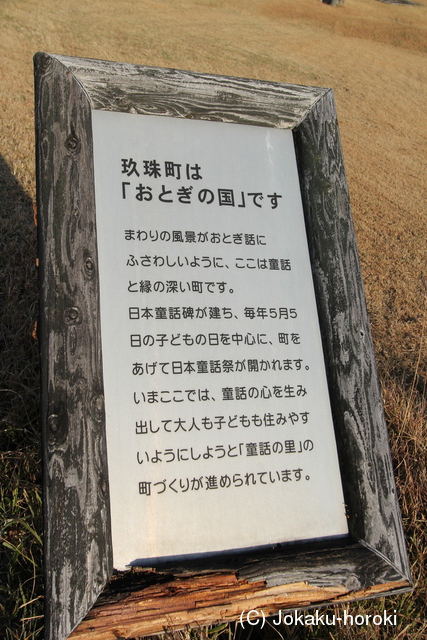 玖珠町は
「おとぎの国」です
まわりの風景がおとぎ話に
ふさわしいように、ここは童話
と縁の深い町です。
日本童話碑が建ち、毎年5月5
日の子どもの日を中心に、町を
あげて日本童話祭が開かれます。
いまここでは、童話の心を生み
出して大人も子どもも住みやす
いようにしようと「童話の里」の
町づくりが進められています。
(C) Jokaku-horoki